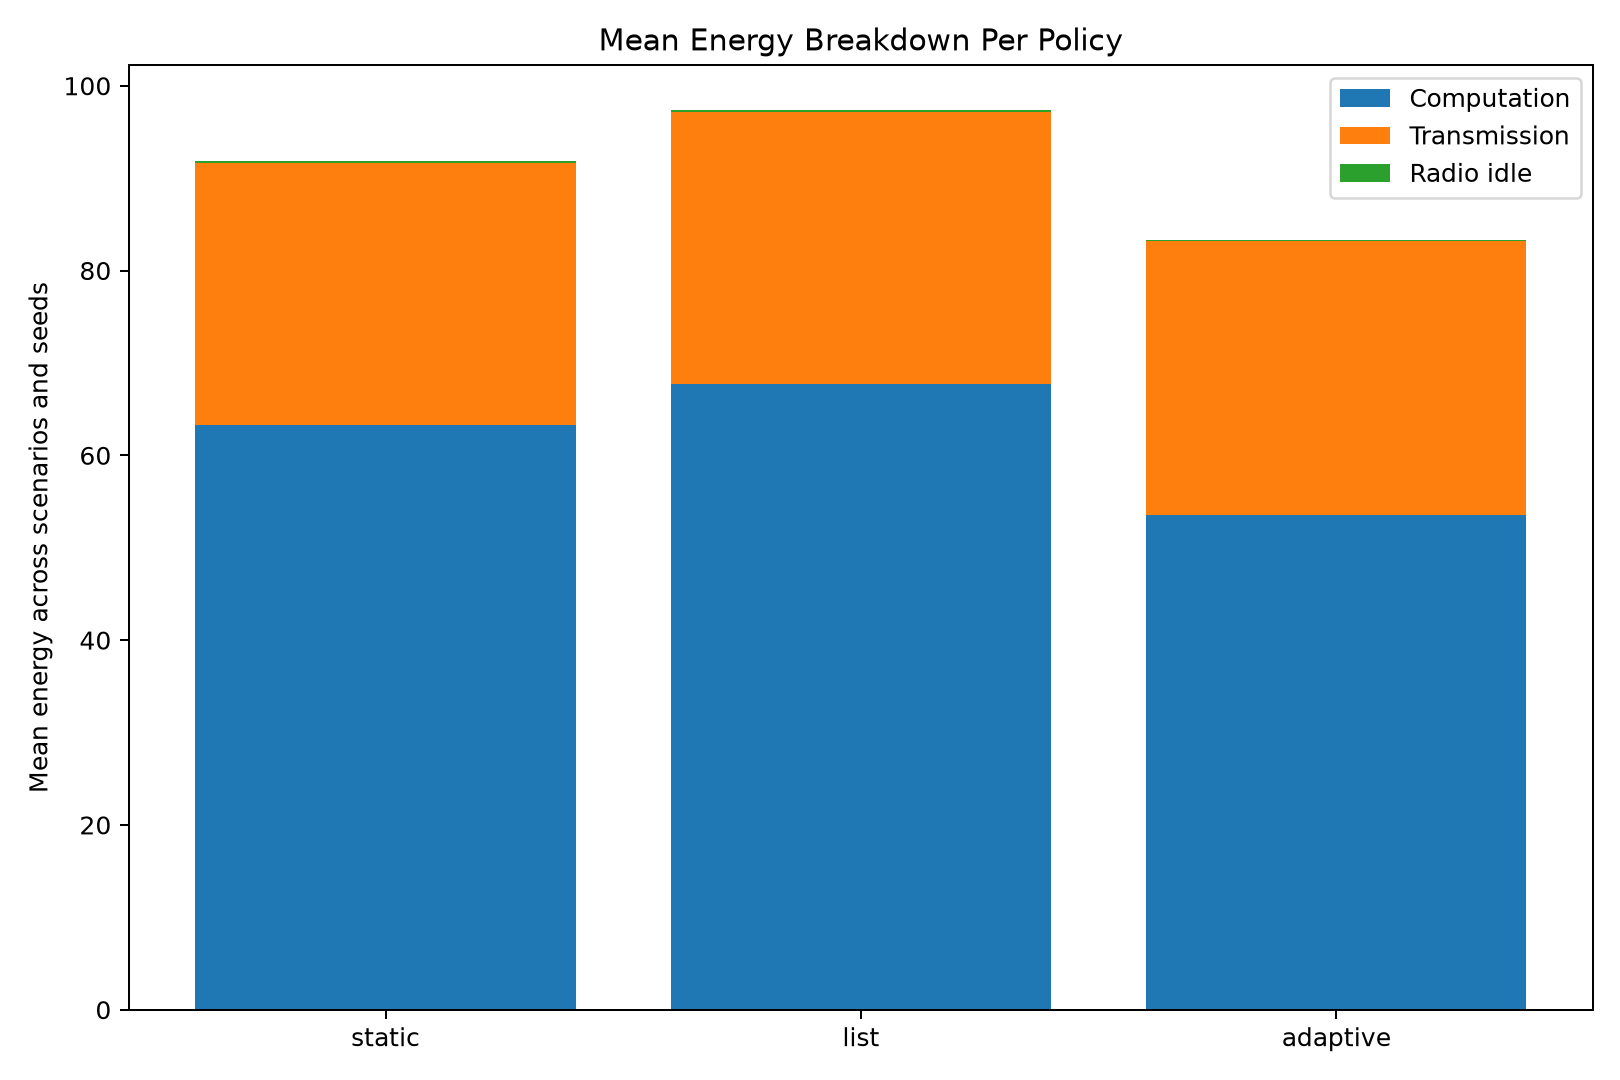 Mean Energy Breakdown Per Policy
Mean energy across scenarios and seeds
100
80
60
40
20
0
Computation
Transmission
Radio idle
static
list
adaptive